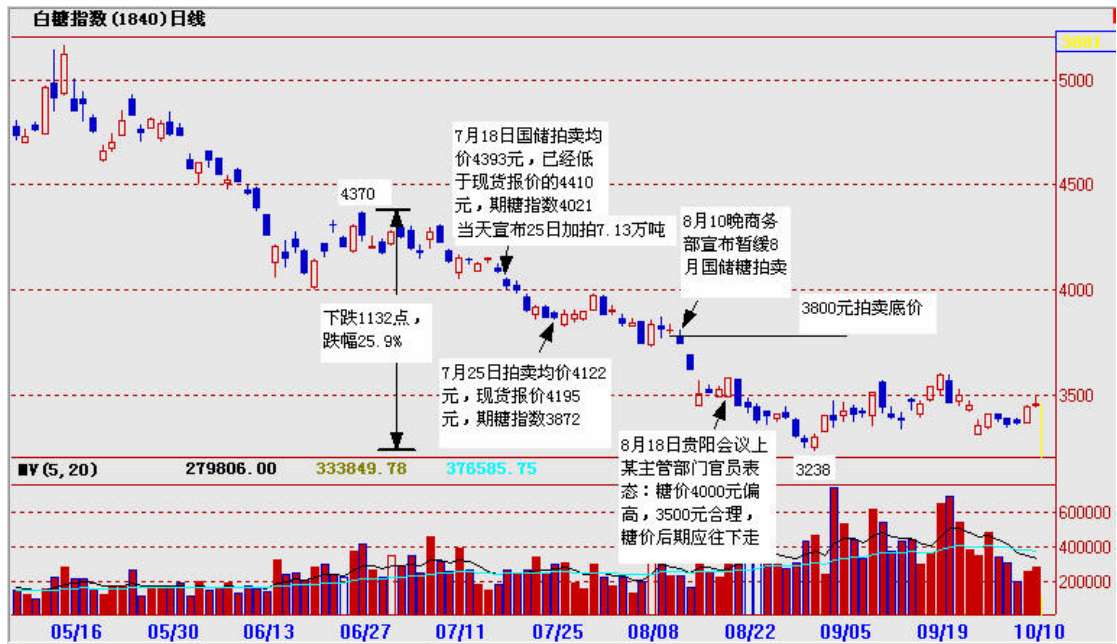 白糖指数(1840)日线
3881
5000
7月18日国储拍卖均
价4393元，已经低
于现货报价的4410
元，期糖指数4021
当天宣布25日加拍7.13万吨
4500
4370
8月10晚商务
部宣布暂缓8
月国储糖拍卖
4000
3800元拍卖底价
下跌1132点，
跌幅25.9%
7月25日拍卖均价4122
元，现货报价4195
元，期糖指数3872
3500
8月18日贵阳会议上
某主管部门官员表
态：糖价4000元偏
高，3500元合理，
糖价后期应往下走
3238
MV(5,20) 279806.00 333849.78 376585.75
600000
400000
200000
05/16 05/30 06/13 06/27 07/11 07/25 08/08 08/22 09/05 09/19 10/10